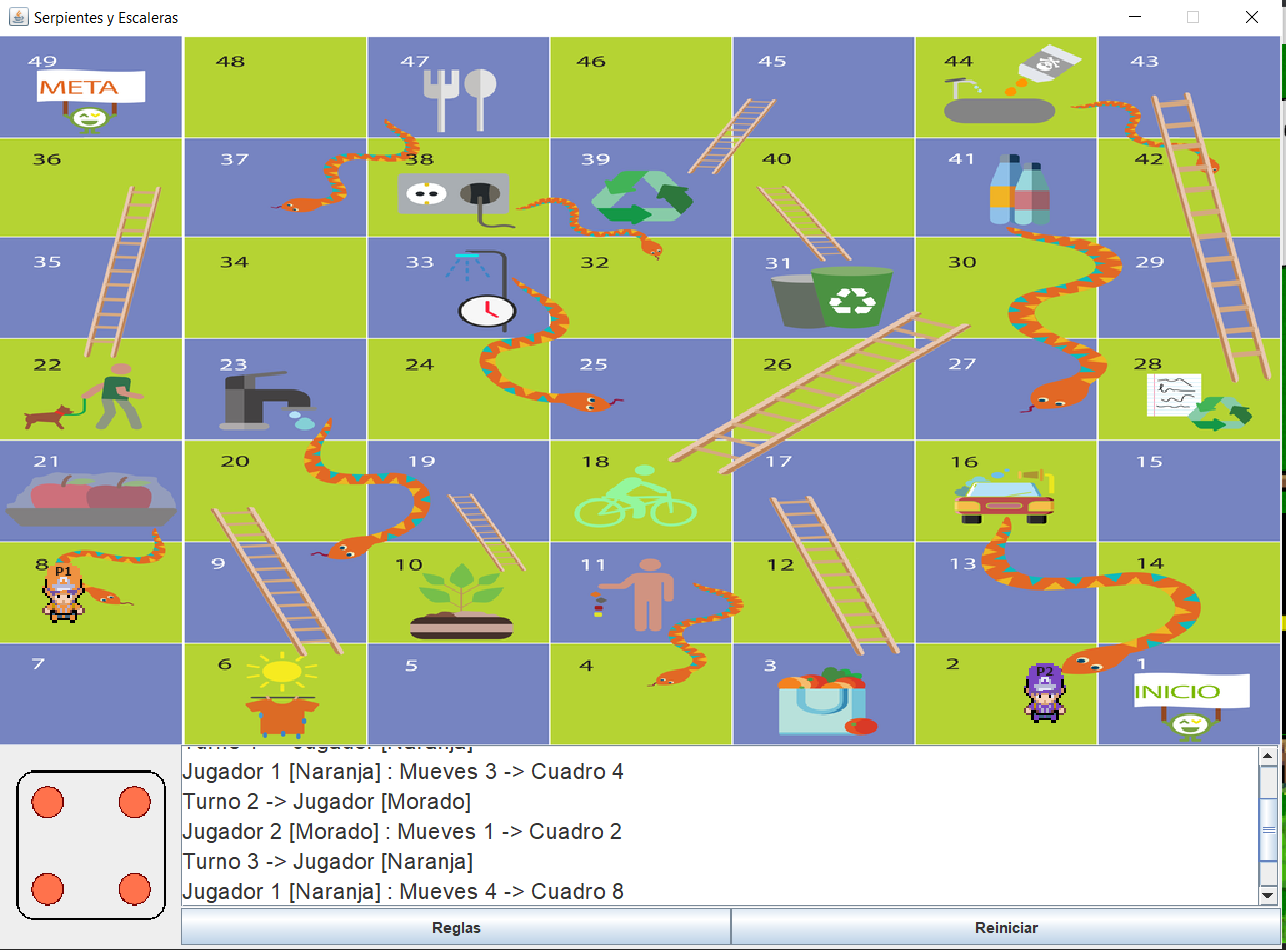 Serpientes y Escaleras
49 48 47 46 45 44 43
META
36 37 38 39 40 41 42
35 34 33 32 31 30 29
22 23 24 25 26 27 28
21 20 19 18 17 16 15
8 9 10 11 12 13 14
P1
7 6 5 4 3 2 1
P2
INICIO
Turno 1 -> Jugador [Naranja]
Jugador 1 [Naranja] : Mueves 3 -> Cuadro 4
Turno 2 -> Jugador [Morado]
Jugador 2 [Morado] : Mueves 1 -> Cuadro 2
Turno 3 -> Jugador [Naranja]
Jugador 1 [Naranja] : Mueves 4 -> Cuadro 8
Reglas
Reiniciar